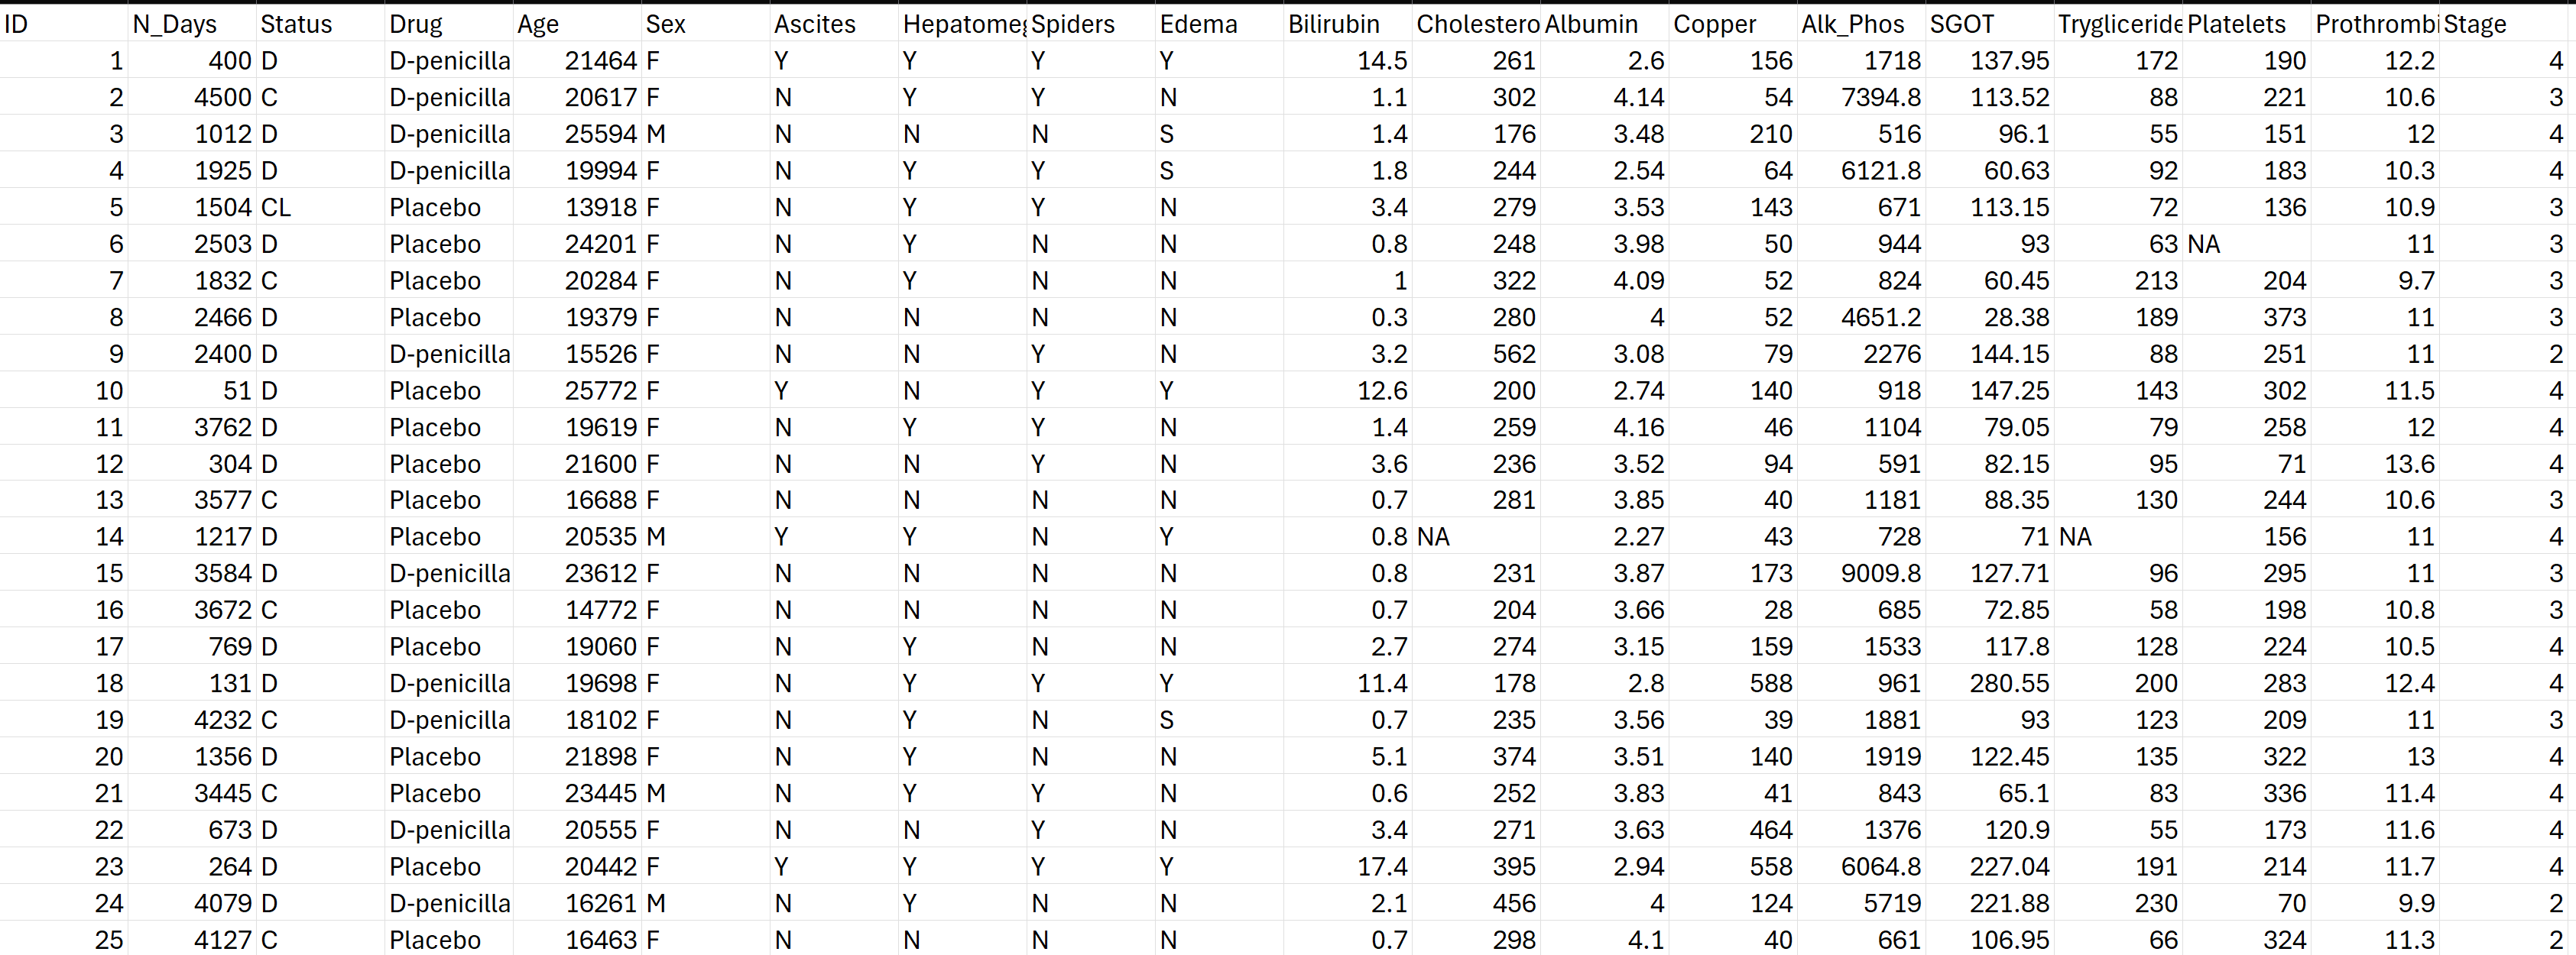 ID N_Days Status Drug Age Sex Ascites Hepatomeg Spiders Edema Bilirubin Cholestero Albumin Copper Alk_Phos SGOT Tryglyceride Platelets Prothrombi Stage
1 400 D D-penicilla 21464 F Y Y Y Y 14.5 261 2.6 156 1718 137.95 172 190 12.2 4
2 4500 C D-penicilla 20617 F N Y Y N 1.1 302 4.14 54 7394.8 113.52 88 221 10.6 3
3 1012 D D-penicilla 25594 M N N N S 1.4 176 3.48 210 516 96.1 55 151 12 4
4 1925 D D-penicilla 19994 F N Y Y S 1.8 244 2.54 64 6121.8 60.63 92 183 10.3 4
5 1504 CL Placebo 13918 F N Y Y N 3.4 279 3.53 143 671 113.15 72 136 10.9 3
6 2503 D Placebo 24201 F N Y N N 0.8 248 3.98 50 944 93 63 NA 11 3
7 1832 C Placebo 20284 F N Y N N 1 322 4.09 52 824 60.45 213 204 9.7 3
8 2466 D Placebo 19379 F N N N N 0.3 280 4 52 4651.2 28.38 189 373 11 3
9 2400 D D-penicilla 15526 F N N Y N 3.2 562 3.08 79 2276 144.15 88 251 11 2
10 51 D Placebo 25772 F Y N Y Y 12.6 200 2.74 140 918 147.25 143 302 11.5 4
11 3762 D Placebo 19619 F N Y Y N 1.4 259 4.16 46 1104 79.05 79 258 12 4
12 304 D Placebo 21600 F N N Y N 3.6 236 3.52 94 591 82.15 95 71 13.6 4
13 3577 C Placebo 16688 F N N N N 0.7 281 3.85 40 1181 88.35 130 244 10.6 3
14 1217 D Placebo 20535 M Y Y N Y 0.8 NA 2.27 43 728 71 NA 156 11 4
15 3584 D D-penicilla 23612 F N N N N 0.8 231 3.87 173 9009.8 127.71 96 295 11 3
16 3672 C Placebo 14772 F N N N N 0.7 204 3.66 28 685 72.85 58 198 10.8 3
17 769 D Placebo 19060 F N Y N N 2.7 274 3.15 159 1533 117.8 128 224 10.5 4
18 131 D D-penicilla 19698 F N Y Y Y 11.4 178 2.8 588 961 280.55 200 283 12.4 4
19 4232 C D-penicilla 18102 F N Y N S 0.7 235 3.56 39 1881 93 123 209 11 3
20 1356 D Placebo 21898 F N Y N N 5.1 374 3.51 140 1919 122.45 135 322 13 4
21 3445 C Placebo 23445 M N Y Y N 0.6 252 3.83 41 843 65.1 83 336 11.4 4
22 673 D D-penicilla 20555 F N N Y N 3.4 271 3.63 464 1376 120.9 55 173 11.6 4
23 264 D Placebo 20442 F Y Y Y Y 17.4 395 2.94 558 6064.8 227.04 191 214 11.7 4
24 4079 D D-penicilla 16261 M N Y N N 2.1 456 4 124 5719 221.88 230 70 9.9 2
25 4127 C Placebo 16463 F N N N N 0.7 298 4.1 40 661 106.95 66 324 11.3 2